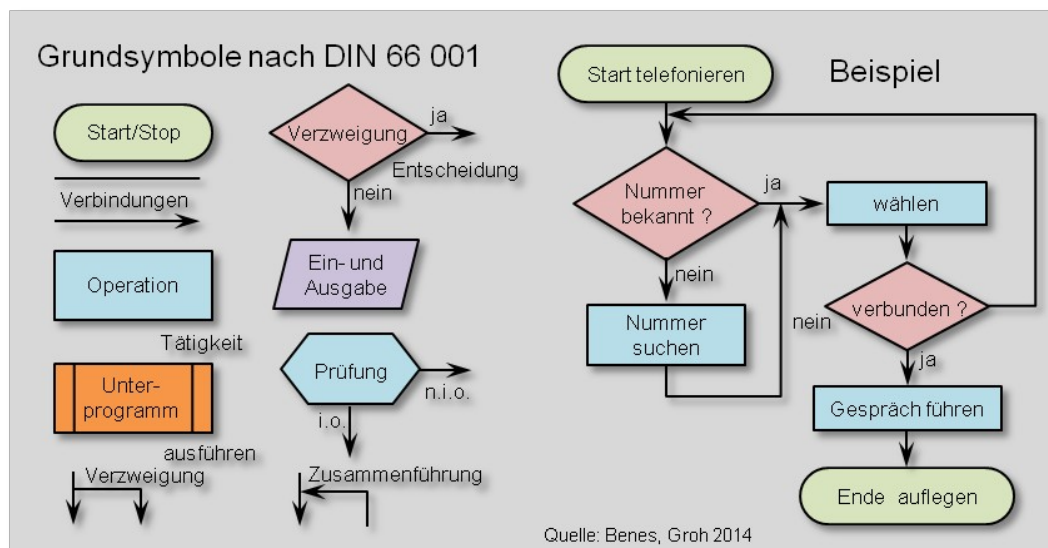 Grundsymbole nach DIN 66 001
Start/Stop
Verbindungen
Operation
Tätigkeit
Unter-
programm
ausführen
Verzweigung
Verzweigung
ja
Entscheidung
nein
Ein- und
Ausgabe
Prüfung
n.i.o.
i.o.
Zusammenführung
Beispiel
Start telefonieren
Nummer
bekannt ?
ja
nein
Nummer
suchen
wählen
verbunden ?
nein
ja
Gespräch führen
Ende auflegen
Quelle: Benes, Groh 2014